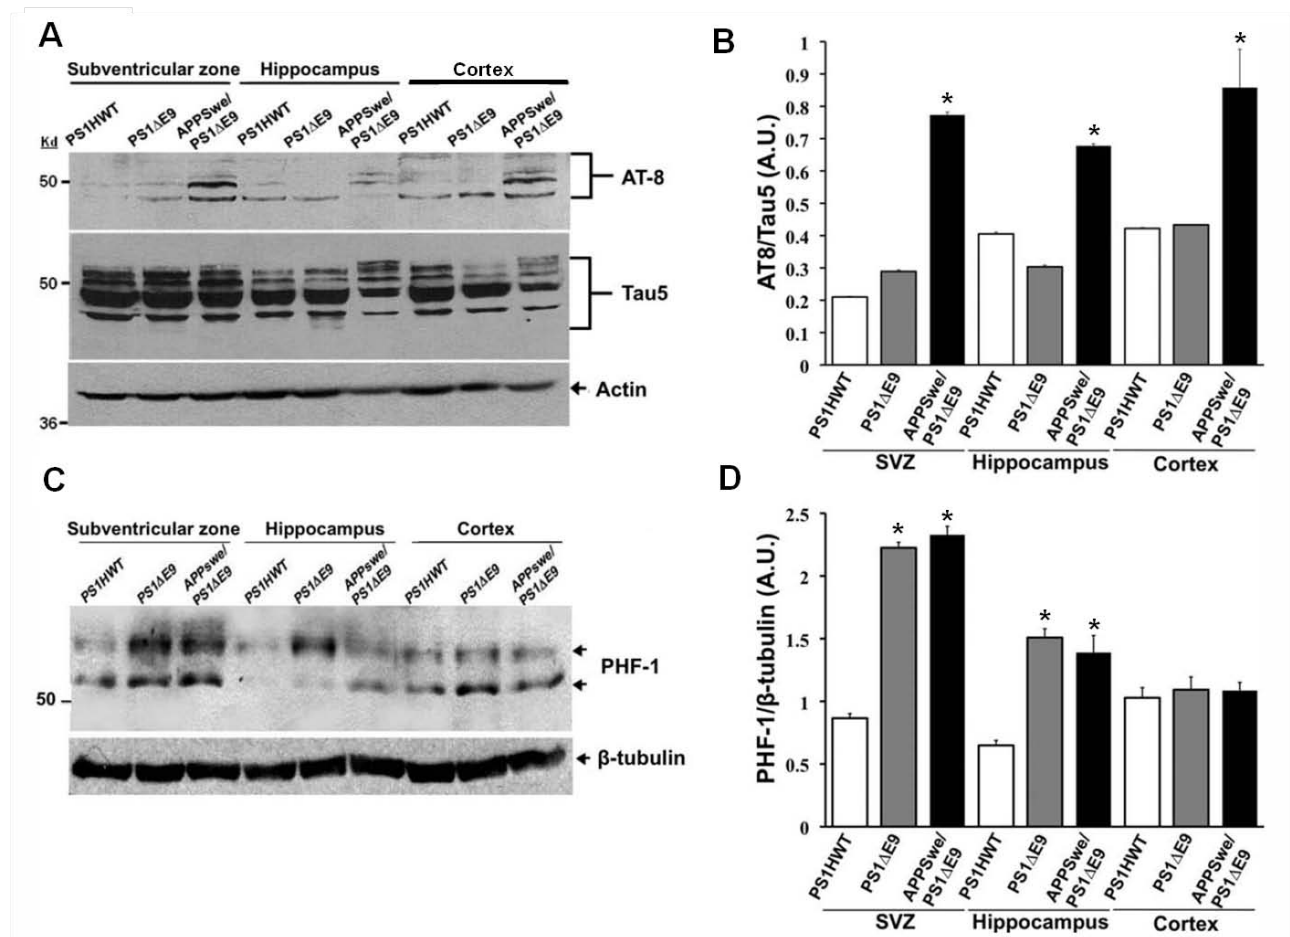 A
Subventricular zone Hippocampus Cortex
PS1HWT PS1ΔE9 APPSwe/ PS1ΔE9 PS1HWT PS1ΔE9 APPSwe/ PS1ΔE9 PS1HWT PS1ΔE9 APPSwe/ PS1ΔE9
Kd
50
AT-8
50
Tau5
Actin
36
B
AT8/Tau5 (A.U.)
1
0.9
0.8
0.7
0.6
0.5
0.4
0.3
0.2
0.1
0
* * *
PS1HWT PS1ΔE9 APPSwe/ PS1ΔE9 PS1HWT PS1ΔE9 APPSwe/ PS1ΔE9 PS1HWT PS1ΔE9 APPSwe/ PS1ΔE9
SVZ Hippocampus Cortex
C
Subventricular zone Hippocampus Cortex
PS1HWT PS1ΔE9 APPswe/ PS1ΔE9 PS1HWT PS1ΔE9 APPswe/ PS1ΔE9 PS1HWT PS1ΔE9 APPswe/ PS1ΔE9
PHF-1
50
β-tubulin
D
PHF-1/β-tubulin (A.U.)
2.5
2
1.5
1
0.5
0
* * * *
PS1HWT PS1ΔE9 APPSwe/ PS1ΔE9 PS1HWT PS1ΔE9 APPSwe/ PS1ΔE9 PS1HWT PS1ΔE9 APPSwe/ PS1ΔE9
SVZ Hippocampus Cortex